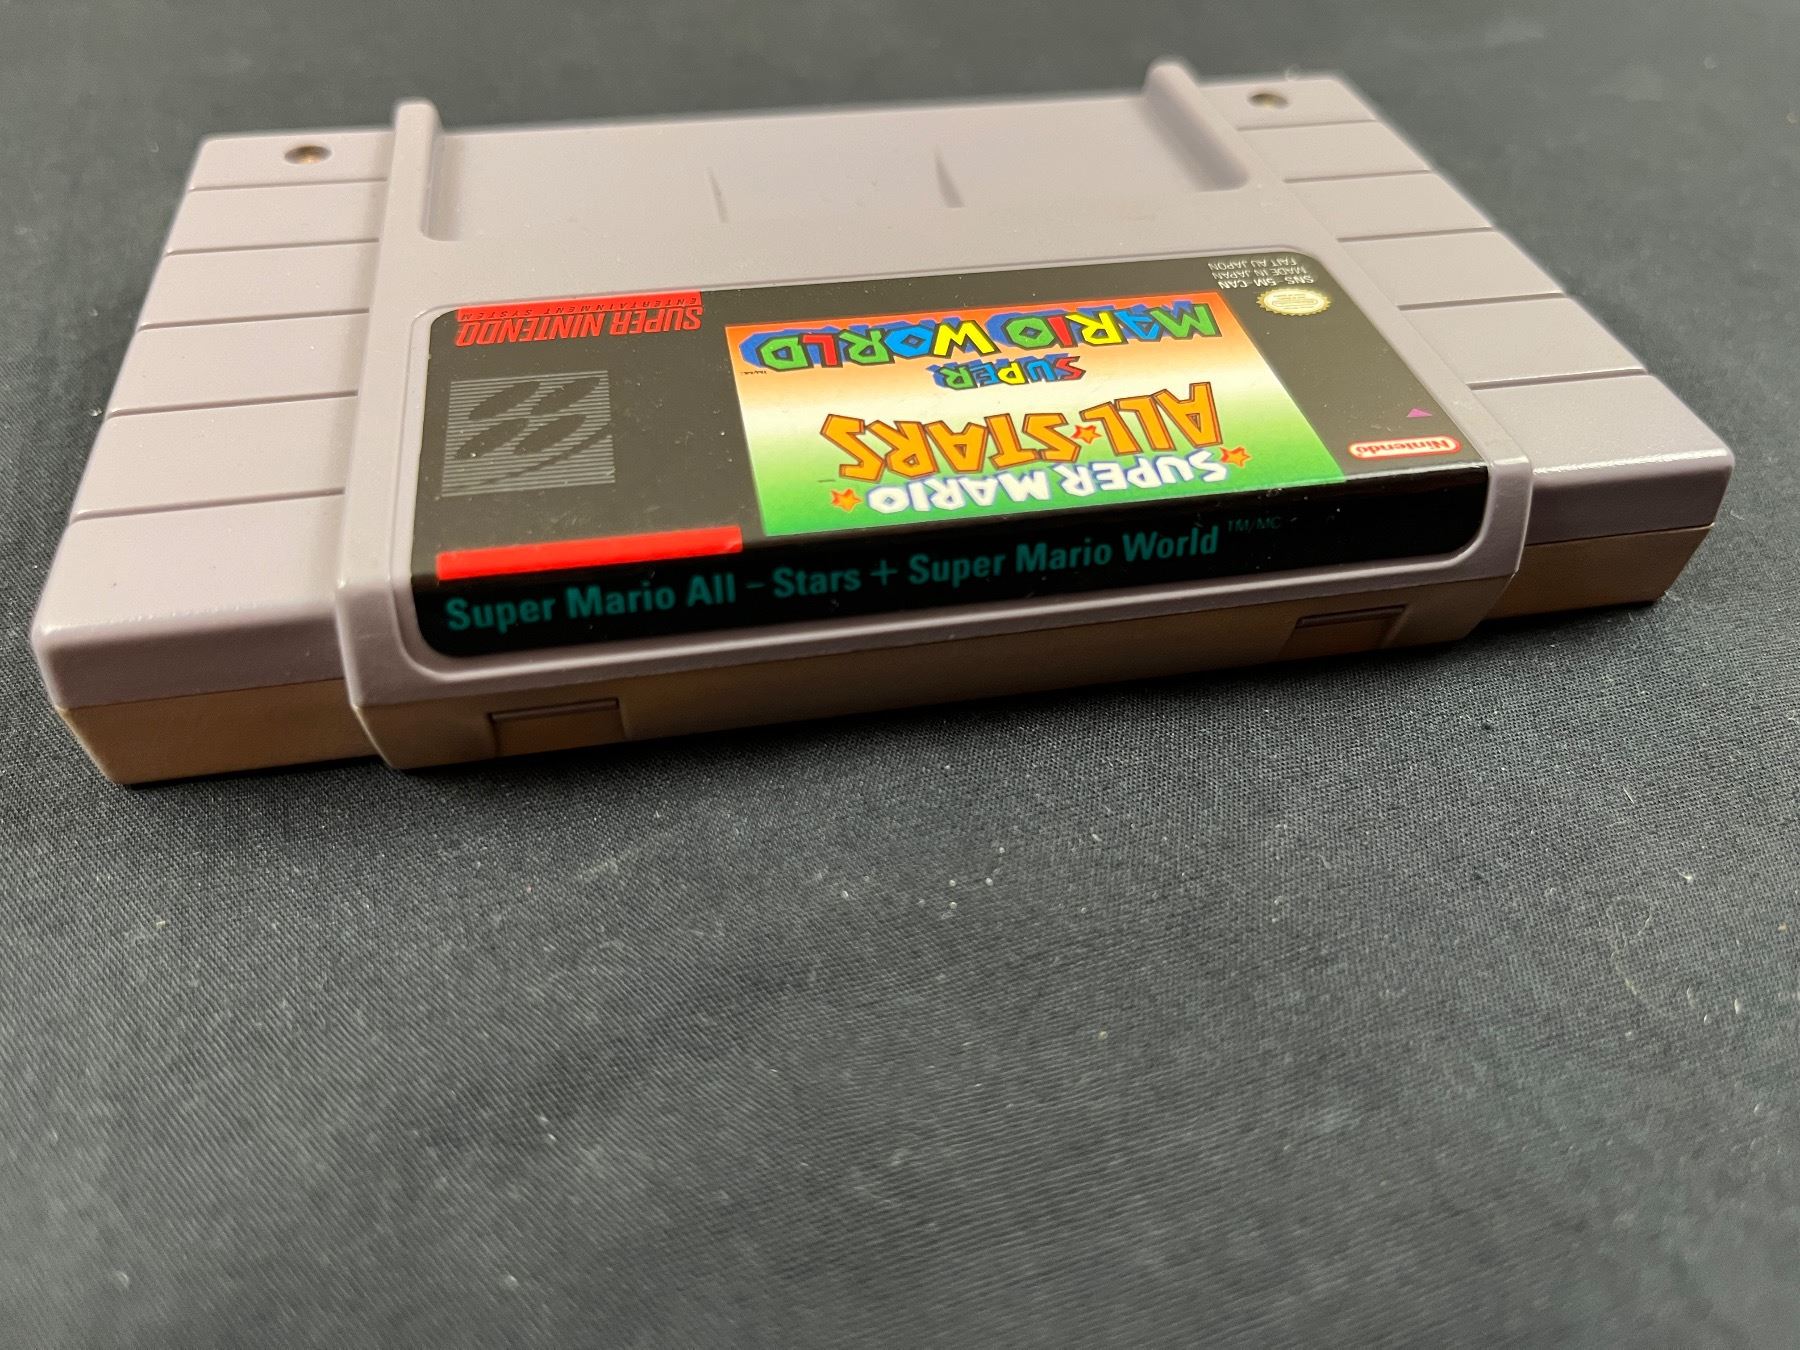 SUPER NINTENDO
ENTERTAINMENT SYSTEM
SUPER MARIO
ALL★STARS
SUPER
MARIO WORLD
Nintendo
SNS-5M-CAN
MADE IN JAPAN
FAIT AU JAPON
Super Mario All - Stars + Super Mario World TM/MC